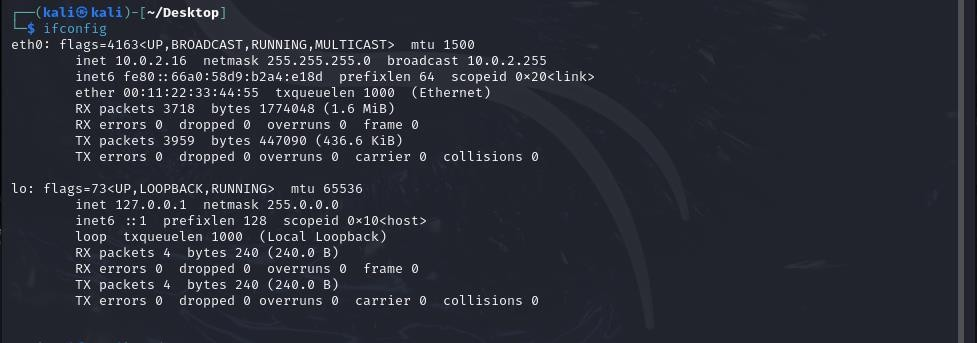 ┌──(kali㉿kali)-[~/Desktop]
└─$ ifconfig
eth0: flags=4163<UP,BROADCAST,RUNNING,MULTICAST>  mtu 1500
        inet 10.0.2.16  netmask 255.255.255.0  broadcast 10.0.2.255
        inet6 fe80::66a0:58d9:b2a4:e18d  prefixlen 64  scopeid 0x20<link>
        ether 00:11:22:33:44:55  txqueuelen 1000  (Ethernet)
        RX packets 3718  bytes 1774048 (1.6 MiB)
        RX errors 0  dropped 0  overruns 0  frame 0
        TX packets 3959  bytes 447090 (436.6 KiB)
        TX errors 0  dropped 0 overruns 0  carrier 0  collisions 0

lo: flags=73<UP,LOOPBACK,RUNNING>  mtu 65536
        inet 127.0.0.1  netmask 255.0.0.0
        inet6 ::1  prefixlen 128  scopeid 0x10<host>
        loop  txqueuelen 1000  (Local Loopback)
        RX packets 4  bytes 240 (240.0 B)
        RX errors 0  dropped 0  overruns 0  frame 0
        TX packets 4  bytes 240 (240.0 B)
        TX errors 0  dropped 0 overruns 0  carrier 0  collisions 0